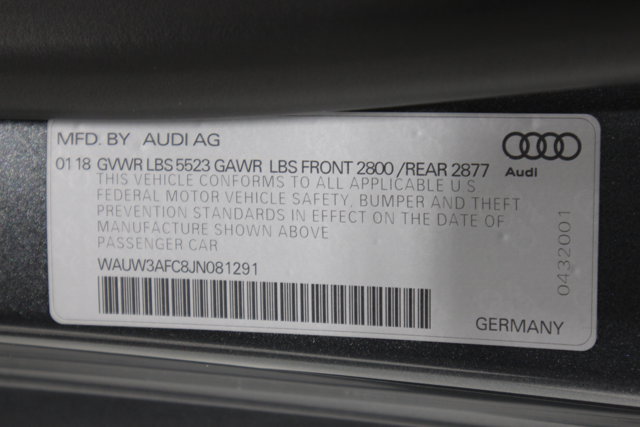 MFD. BY AUDI AG
01 18 GVWR LBS 5523 GAWR LBS FRONT 2800 /REAR 2877
THIS VEHICLE CONFORMS TO ALL APPLICABLE U S
FEDERAL MOTOR VEHICLE SAFETY, BUMPER AND THEFT
PREVENTION STANDARDS IN EFFECT ON THE DATE OF
MANUFACTURE SHOWN ABOVE
PASSENGER CAR
WAUW3AFC8JN081291
Audi
0432001
GERMANY